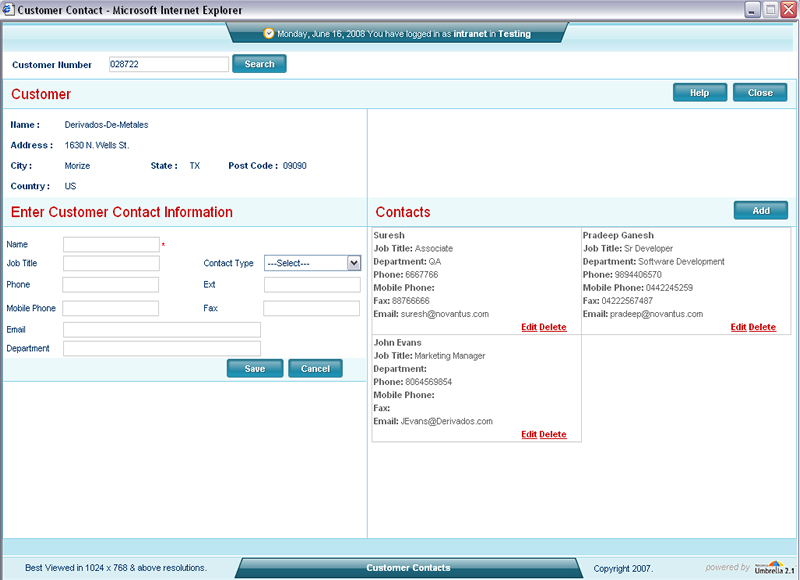 Customer Contact - Microsoft Internet Explorer
Monday, June 16, 2008 You have logged in as intranet in Testing
Customer Number 028722 Search
Customer Help Close
Name : Derivados-De-Metales
Address : 1630 N. Wells St.
City : Morize State : TX Post Code : 09090
Country : US
Enter Customer Contact Information
Name *
Job Title Contact Type ---Select---
Phone Ext
Mobile Phone Fax
Email
Department
Save Cancel
Contacts Add
Suresh
Job Title: Associate
Department: QA
Phone: 6667766
Mobile Phone:
Fax: 88766666
Email: suresh@novantus.com
Edit Delete
Pradeep Ganesh
Job Title: Sr Developer
Department: Software Development
Phone: 9894406570
Mobile Phone: 0442245259
Fax: 04222567487
Email: pradeep@novantus.com
Edit Delete
John Evans
Job Title: Marketing Manager
Department:
Phone: 8064569854
Mobile Phone:
Fax:
Email: JEvans@Derivados.com
Edit Delete
Best Viewed in 1024 x 768 & above resolutions. Customer Contacts Copyright 2007. powered by Umbrella 2.1